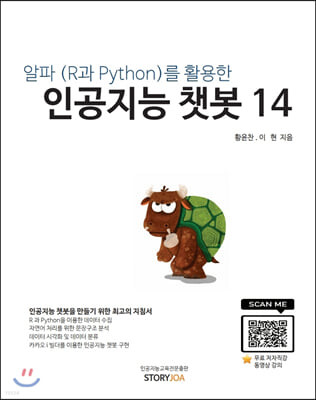 알파 (R과 Python)를 활용한
인공지능 챗봇 14
황윤찬 . 이 현 지음
인공지능 챗봇을 만들기 위한 최고의 지침서
R 과 Python을 이용한 데이터 수집
자연어 처리를 위한 문장구조 분석
데이터 시각화 및 데이터 분류
카카오 i 빌더를 이용한 인공지능 챗봇 구현
SCAN ME
무료 저자직강
동영상 강의
인공지능교육전문출판
STORYJOA
yes24